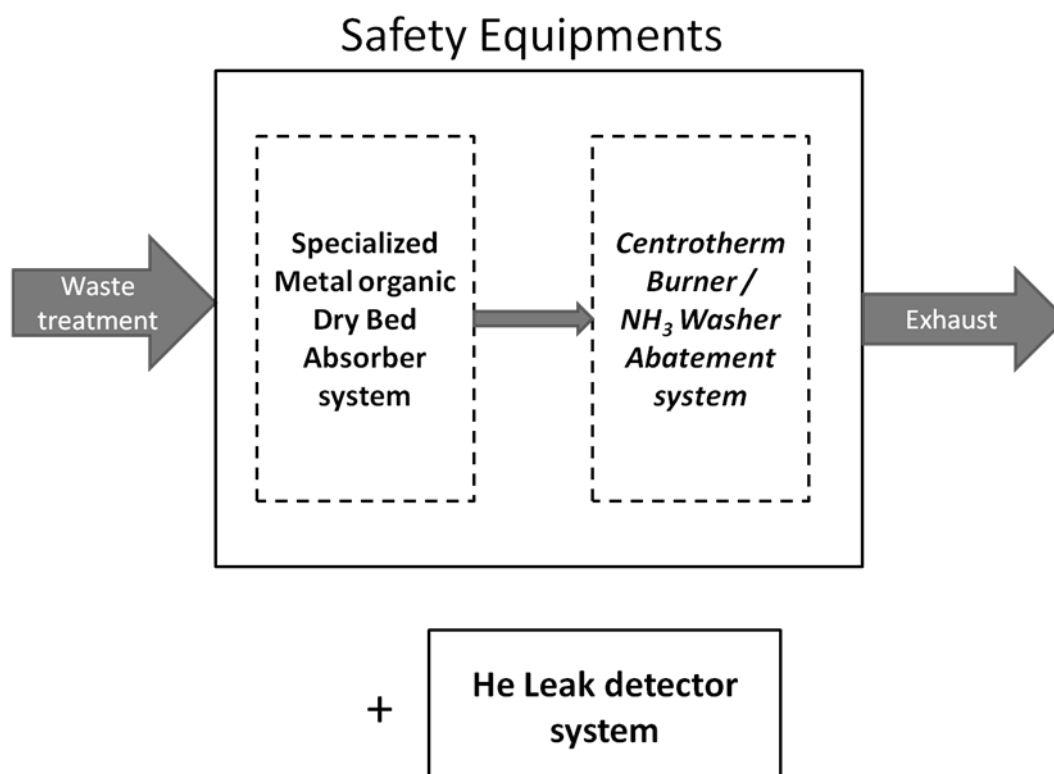 Safety Equipments
Waste
treatment
Specialized
Metal organic
Dry Bed
Absorber
system
Centrotherm
Burner /
NH₃ Washer
Abatement
system
Exhaust
+
He Leak detector
system